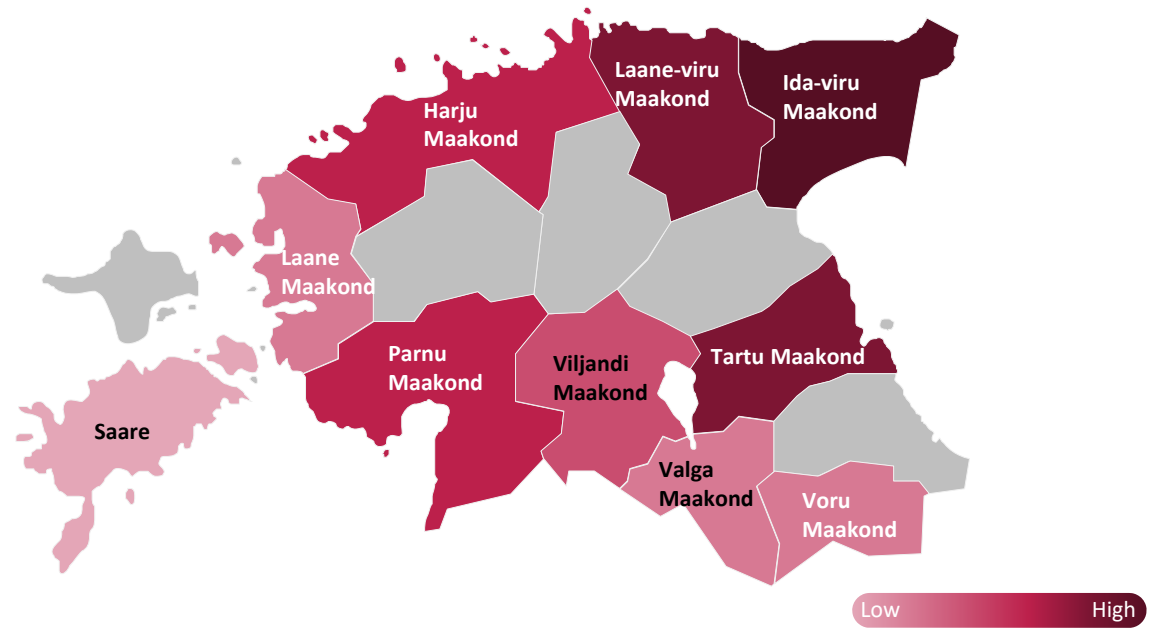 Laane-viru
Maakond
Ida-viru
Maakond
Harju
Maakond
Laane
Maakond
Parnu
Maakond
Viljandi
Maakond
Tartu Maakond
Saare
Valga
Maakond
Voru
Maakond
Low
High